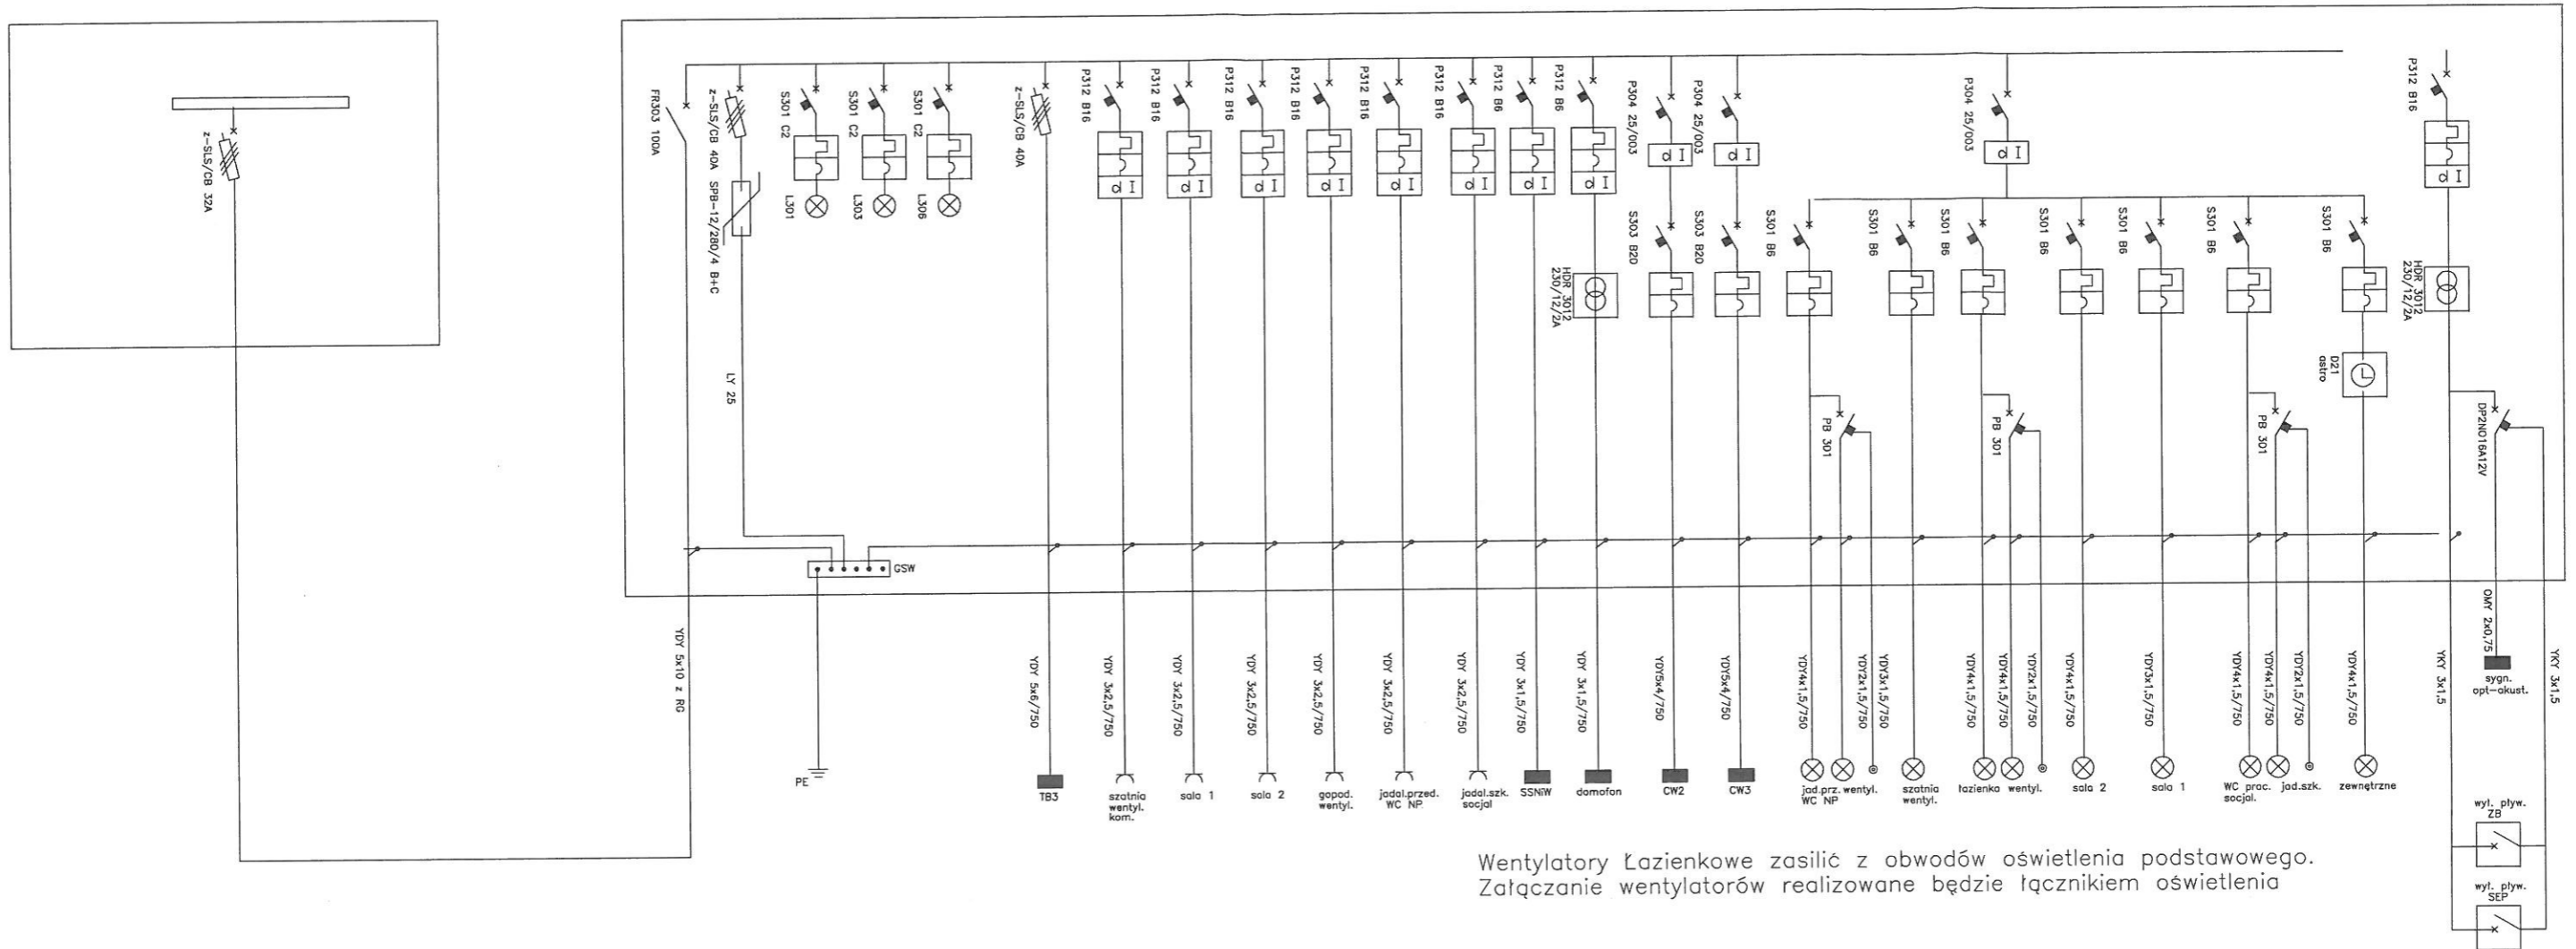 z-SLS/CB 32A
FR303 100A
z-SLS/CB 40A
SPB-12/280/4 B+C
S301 C2
S301 C2
S301 C2
L301
L303
L306
z-SLS/CB 40A
P312 B16
P312 B16
P312 B16
P312 B16
P312 B16
P312 B16
P312 B6
P312 B6
P304 25/003
P304 25/003
P304 25/003
P312 B16
d I
d I
d I
d I
d I
d I
d I
d I
d I
d I
d I
d I
S303 B20
S303 B20
S301 B6
S301 B6
S301 B6
S301 B6
S301 B6
S301 B6
S301 B6
HDR 3012
230/12/2A
HDR 3012
230/12/2A
D21
astro
LY 25
PB 301
PB 301
PB 301
DP2N016A12V
GSW
YDY 5x10 z RG
PE
YDY 5x6/750
YDY 3x2,5/750
YDY 3x2,5/750
YDY 3x2,5/750
YDY 3x2,5/750
YDY 3x2,5/750
YDY 3x2,5/750
YDY 3x1,5/750
YDY 3x1,5/750
YDY5x4/750
YDY5x4/750
YDY4x1,5/750
YDY2x1,5/750
YDY3x1,5/750
YDY4x1,5/750
YDY4x1,5/750
YDY2x1,5/750
YDY4x1,5/750
YDY3x1,5/750
YDY4x1,5/750
YDY4x1,5/750
YDY2x1,5/750
YDY4x1,5/750
YKY 3x1,5
OMY 2x0,75
YKY 3x1,5
TB3
szatnia
wentyl.
kom.
sala 1
sala 2
gopod.
wentyl.
jadal.przed.
WC NP
jadal.szk.
socjal
SSNiW
domofon
CW2
CW3
jad.prz. wentyl.
WC NP
szatnia
wentyl.
łazienka wentyl.
sala 2
sala 1
WC prac.
socjal.
jad.szk.
zewnętrzne
sygn.
opt-akust.
wył. pływ.
ZB
wył. pływ.
SEP
Wentylatory Łazienkowe zasilić z obwodów oświetlenia podstawowego.
Załączanie wentylatorów realizowane będzie łącznikiem oświetlenia